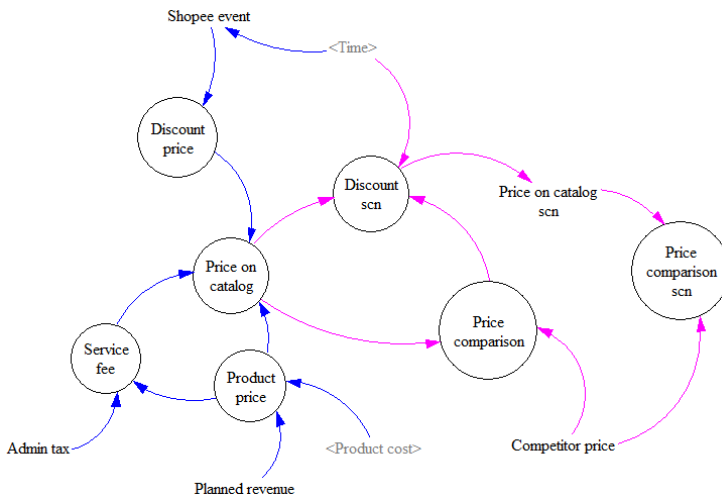 Shopee event
<Time>
Discount
price
Discount
scn
Price on catalog
scn
Price on
catalog
Price
comparison
scn
Price
comparison
Service
fee
Product
price
Admin tax
<Product cost>
Competitor price
Planned revenue